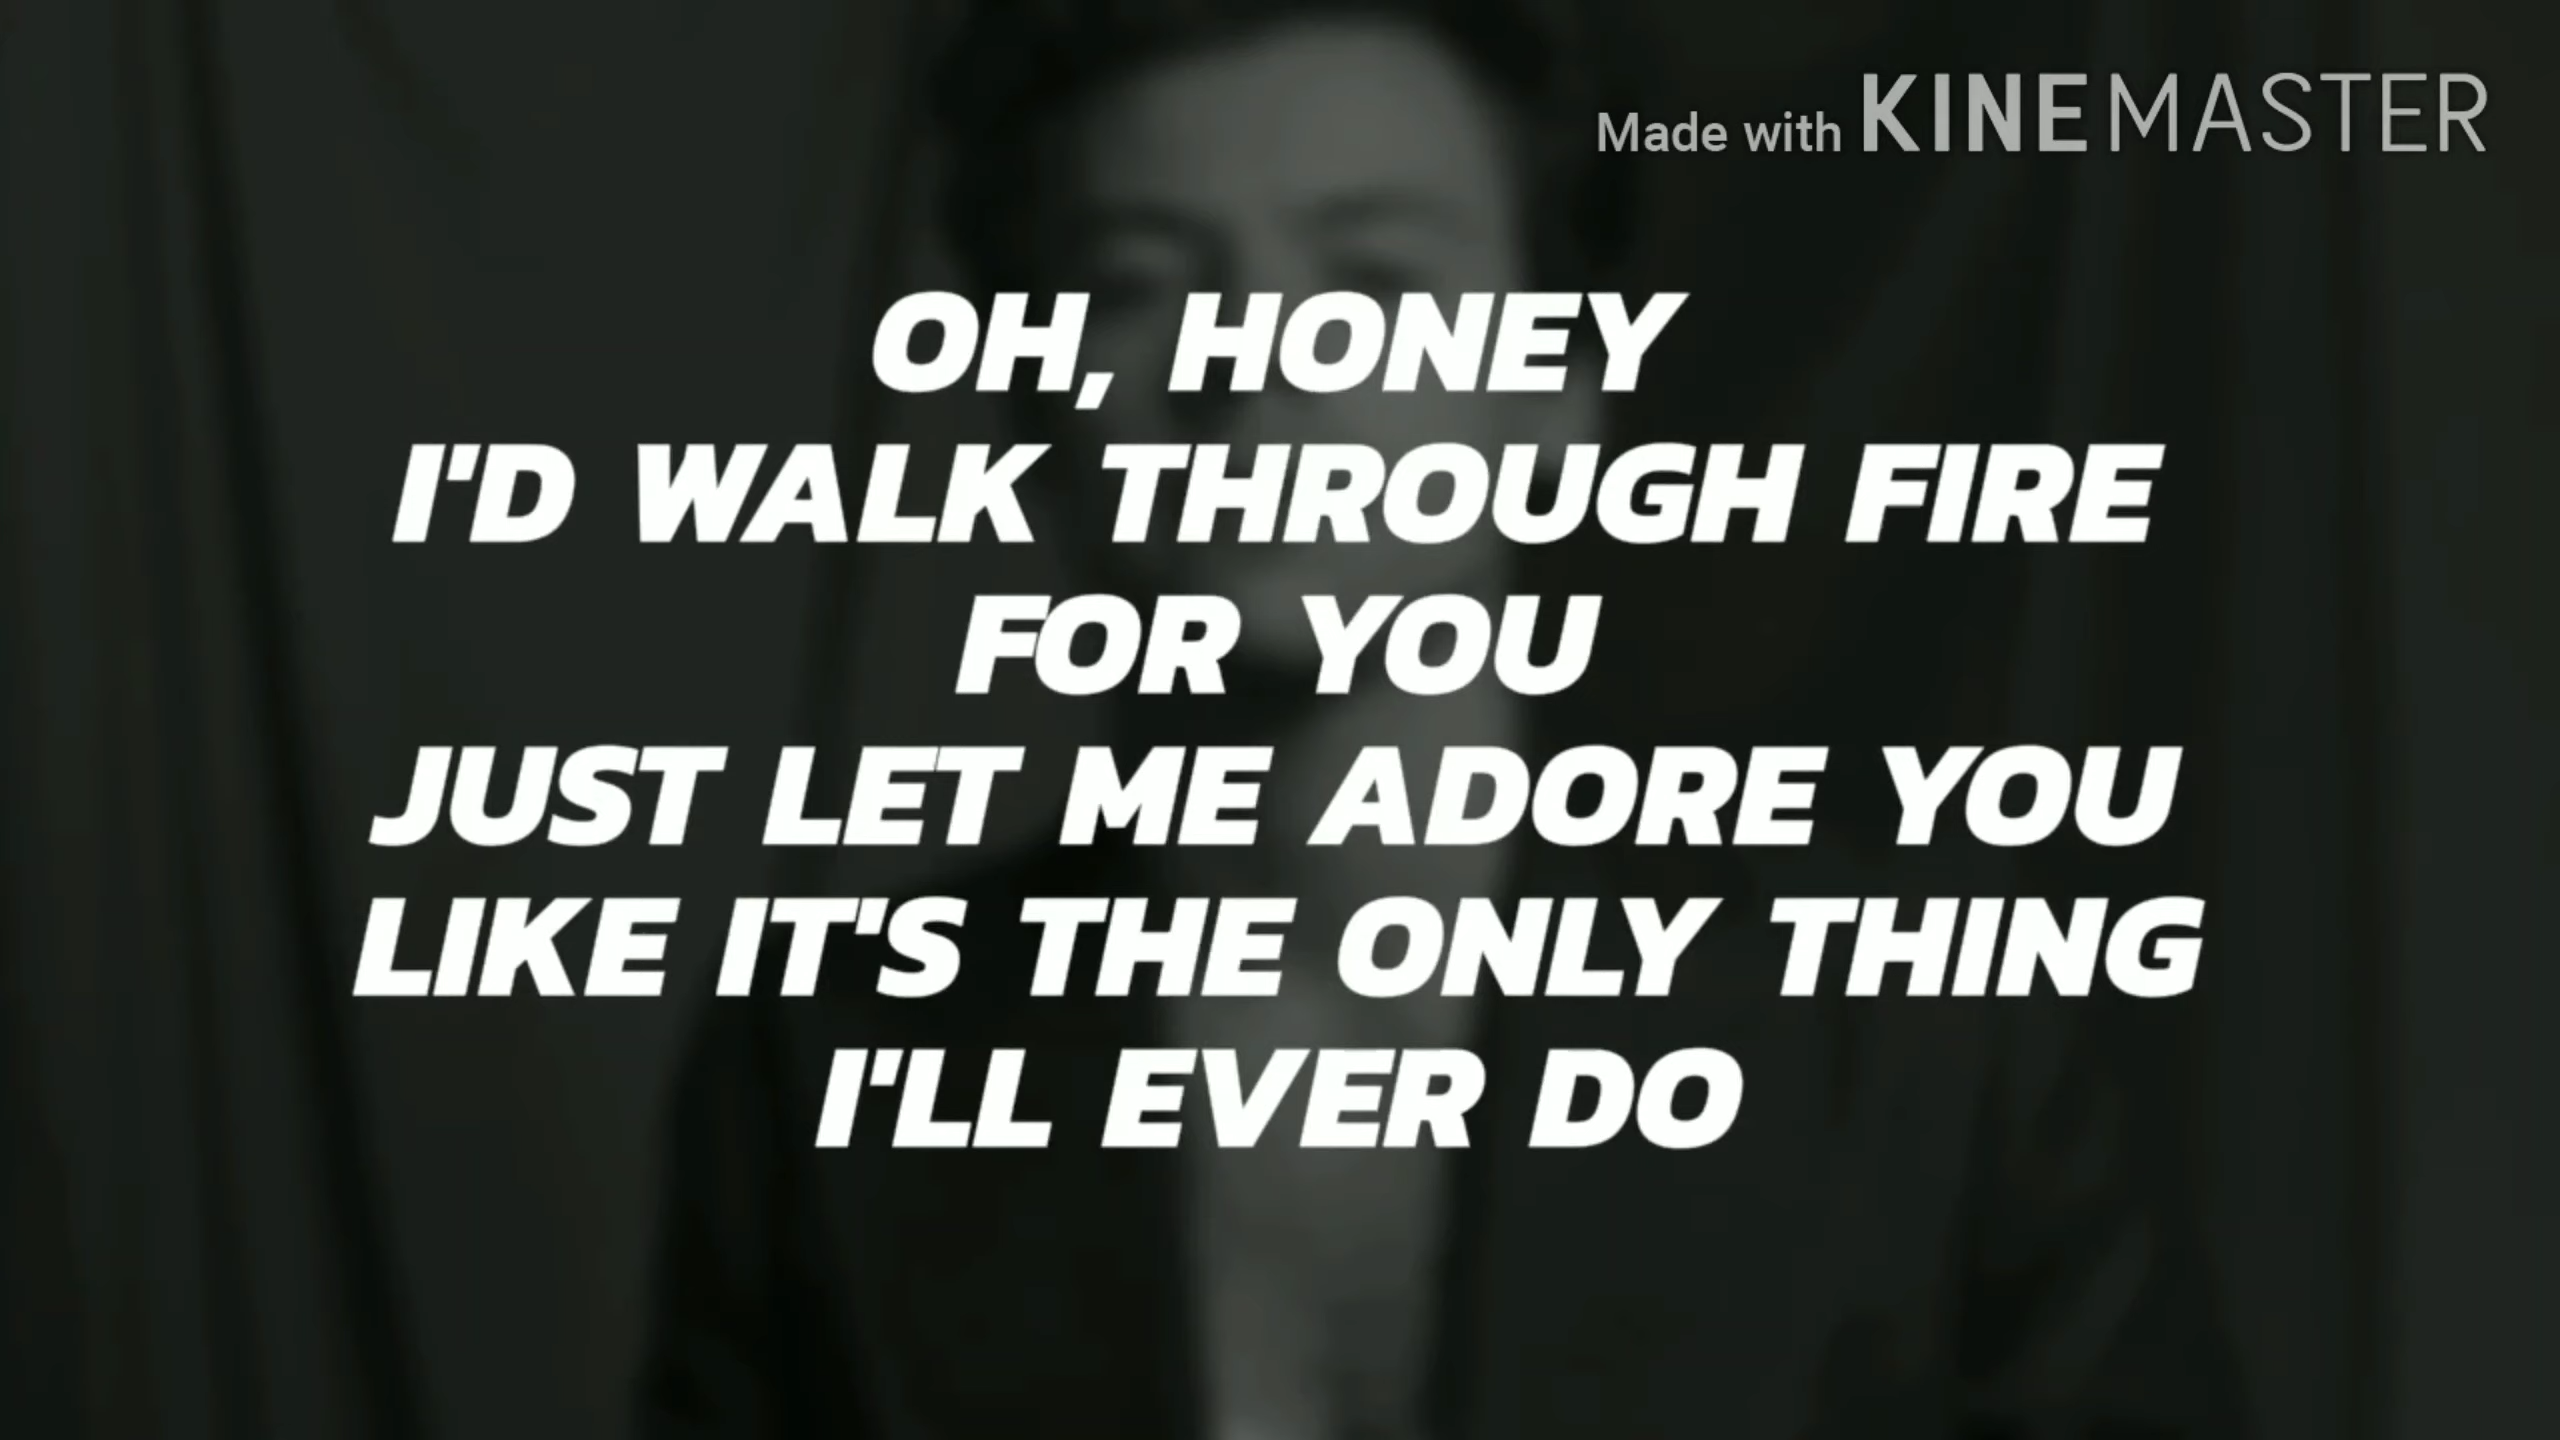 Made with KINEMASTER
OH, HONEY
I'D WALK THROUGH FIRE
FOR YOU
JUST LET ME ADORE YOU
LIKE IT'S THE ONLY THING
I'LL EVER DO